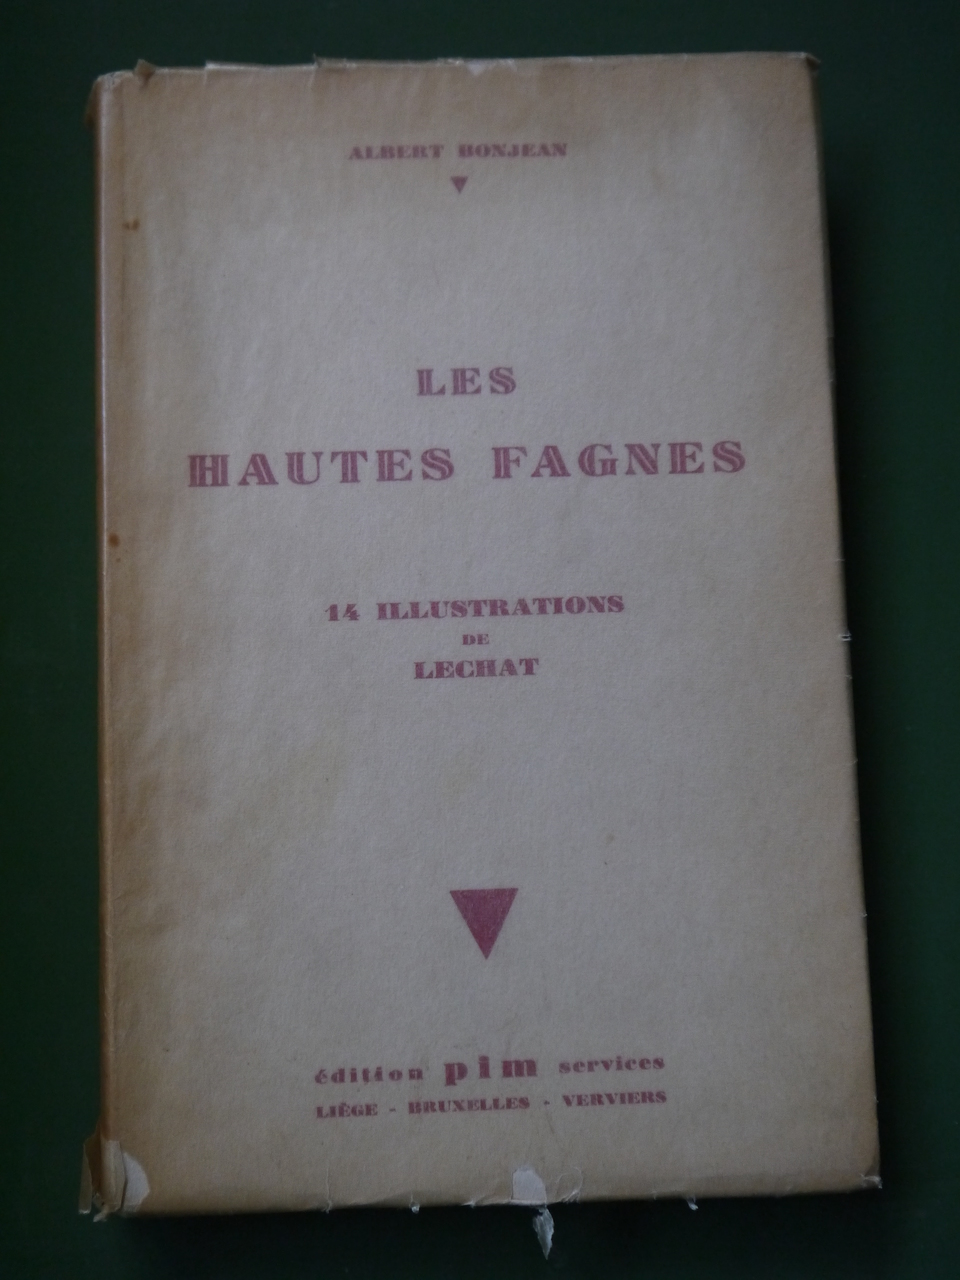 ALBERT BONJEAN
LES
HAUTES FAGNES
14 ILLUSTRATIONS
DE
LECHAT
édition pim services
LIÈGE - BRUXELLES - VERVIERS